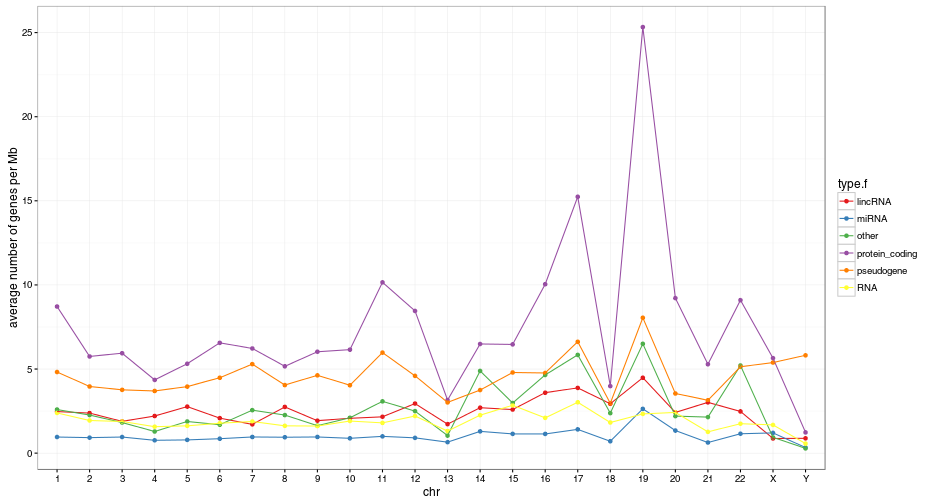 average number of genes per Mb
25
20
15
10
5
0
1 2 3 4 5 6 7 8 9 10 11 12 13 14 15 16 17 18 19 20 21 22 X Y
chr
type.f
lincRNA
miRNA
other
protein_coding
pseudogene
RNA